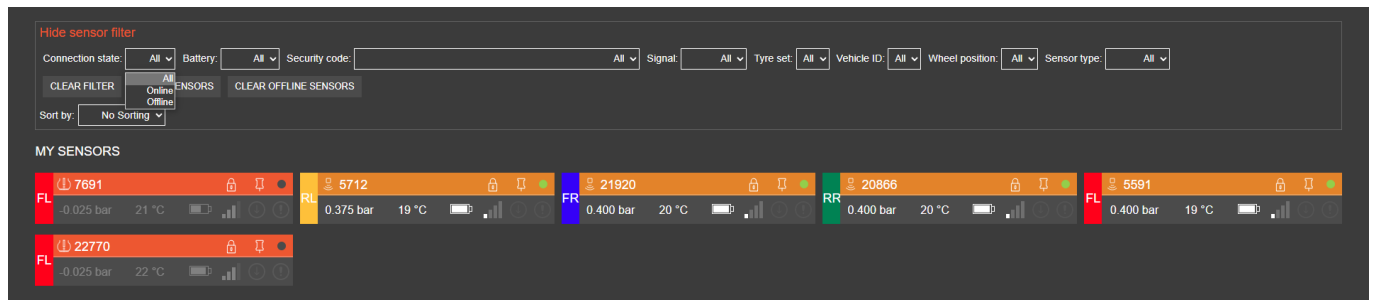 Hide sensor filter
Connection state: All Battery: All Security code: All Signal: All Tyre set: All Vehicle ID: All Wheel position: All Sensor type: All
All
Online
Offline
CLEAR FILTER ENSORS CLEAR OFFLINE SENSORS
Sort by: No Sorting
MY SENSORS
FL 7691 RL 5712 FR 21920 RR 20866 FL 5591
-0.025 bar 21 °C 0.375 bar 19 °C 0.400 bar 20 °C 0.400 bar 20 °C 0.400 bar 19 °C
FL 22770
-0.025 bar 22 °C